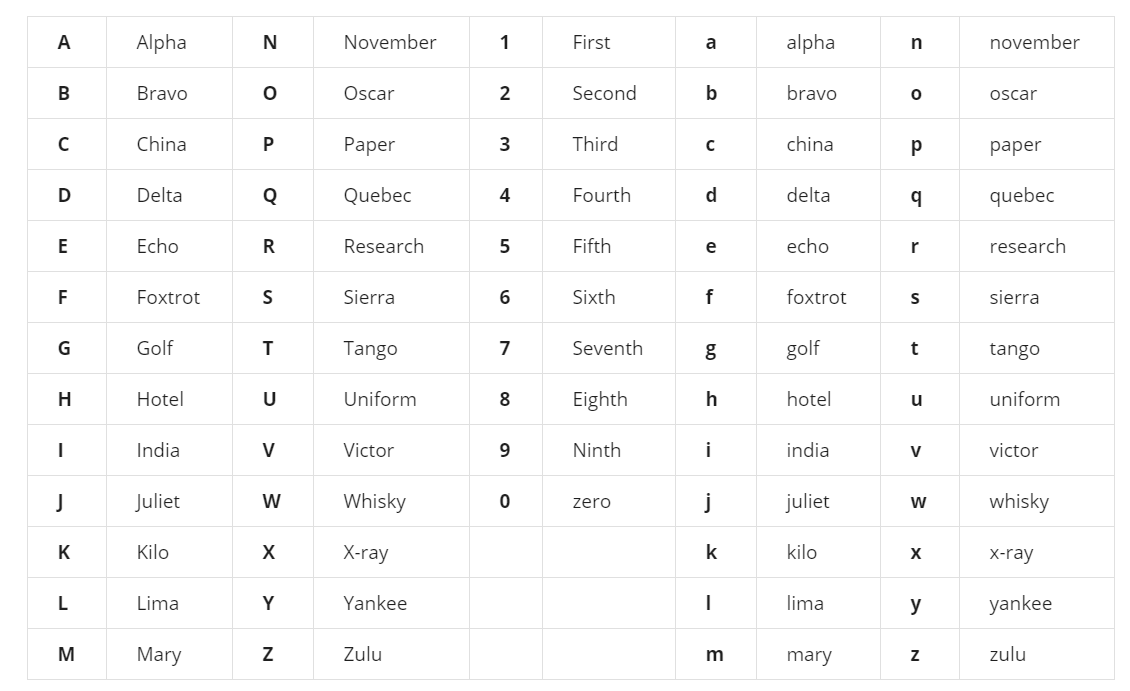 A Alpha N November 1 First a alpha n november
B Bravo O Oscar 2 Second b bravo o oscar
C China P Paper 3 Third c china p paper
D Delta Q Quebec 4 Fourth d delta q quebec
E Echo R Research 5 Fifth e echo r research
F Foxtrot S Sierra 6 Sixth f foxtrot s sierra
G Golf T Tango 7 Seventh g golf t tango
H Hotel U Uniform 8 Eighth h hotel u uniform
I India V Victor 9 Ninth i india v victor
J Juliet W Whisky 0 zero j juliet w whisky
K Kilo X X-ray k kilo x x-ray
L Lima Y Yankee l lima y yankee
M Mary Z Zulu m mary z zulu